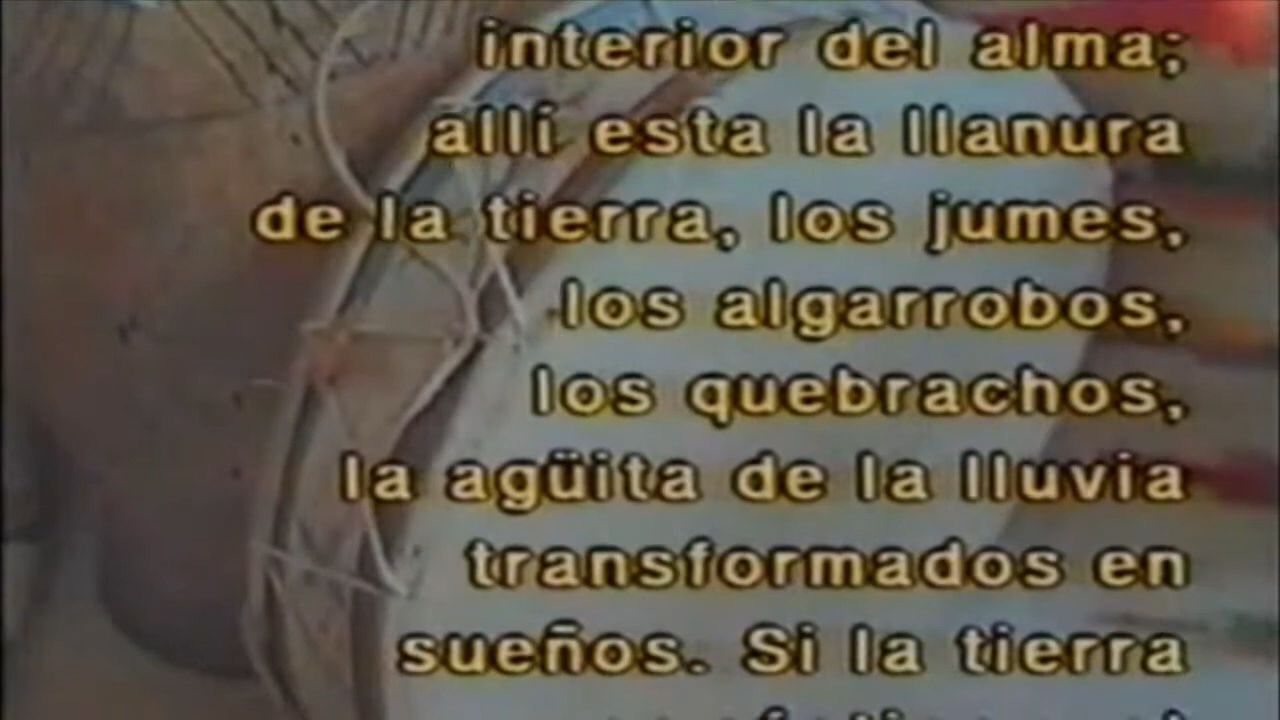 interior del alma;
allí esta la llanura
de la tierra, los jumes,
los algarrobos,
los quebrachos,
la agüita de la lluvia
transformados en
sueños. Si la tierra